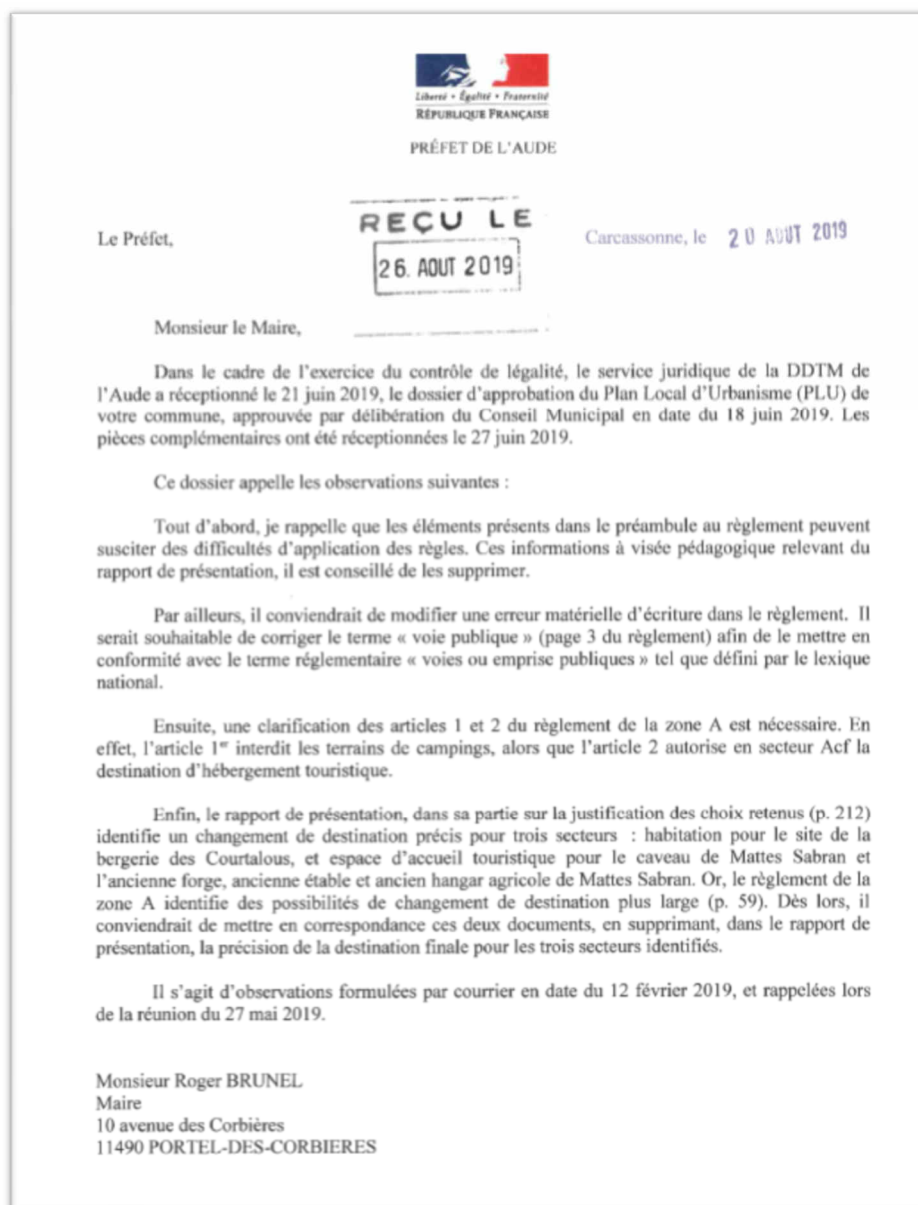 Liberté • Égalité • Fraternité
RÉPUBLIQUE FRANÇAISE
PRÉFET DE L'AUDE
Le Préfet,
REÇU LE
26. AOUT 2019
Carcassonne, le 20 AOUT 2019
Monsieur le Maire,
Dans le cadre de l'exercice du contrôle de légalité, le service juridique de la DDTM de
l'Aude a réceptionné le 21 juin 2019, le dossier d'approbation du Plan Local d'Urbanisme (PLU) de
votre commune, approuvée par délibération du Conseil Municipal en date du 18 juin 2019. Les
pièces complémentaires ont été réceptionnées le 27 juin 2019.
Ce dossier appelle les observations suivantes :
Tout d'abord, je rappelle que les éléments présents dans le préambule au règlement peuvent
susciter des difficultés d'application des règles. Ces informations à visée pédagogique relevant du
rapport de présentation, il est conseillé de les supprimer.
Par ailleurs, il conviendrait de modifier une erreur matérielle d'écriture dans le règlement. Il
serait souhaitable de corriger le terme « voie publique » (page 3 du règlement) afin de le mettre en
conformité avec le terme réglementaire « voies ou emprise publiques » tel que défini par le lexique
national.
Ensuite, une clarification des articles 1 et 2 du règlement de la zone A est nécessaire. En
effet, l'article 1er interdit les terrains de campings, alors que l'article 2 autorise en secteur Acf la
destination d'hébergement touristique.
Enfin, le rapport de présentation, dans sa partie sur la justification des choix retenus (p. 212)
identifie un changement de destination précis pour trois secteurs : habitation pour le site de la
bergerie des Courtalous, et espace d'accueil touristique pour le caveau de Mattes Sabran et
l'ancienne forge, ancienne étable et ancien hangar agricole de Mattes Sabran. Or, le règlement de la
zone A identifie des possibilités de changement de destination plus large (p. 59). Dès lors, il
conviendrait de mettre en correspondance ces deux documents, en supprimant, dans le rapport de
présentation, la précision de la destination finale pour les trois secteurs identifiés.
Il s'agit d'observations formulées par courrier en date du 12 février 2019, et rappelées lors
de la réunion du 27 mai 2019.
Monsieur Roger BRUNEL
Maire
10 avenue des Corbières
11490 PORTEL-DES-CORBIERES